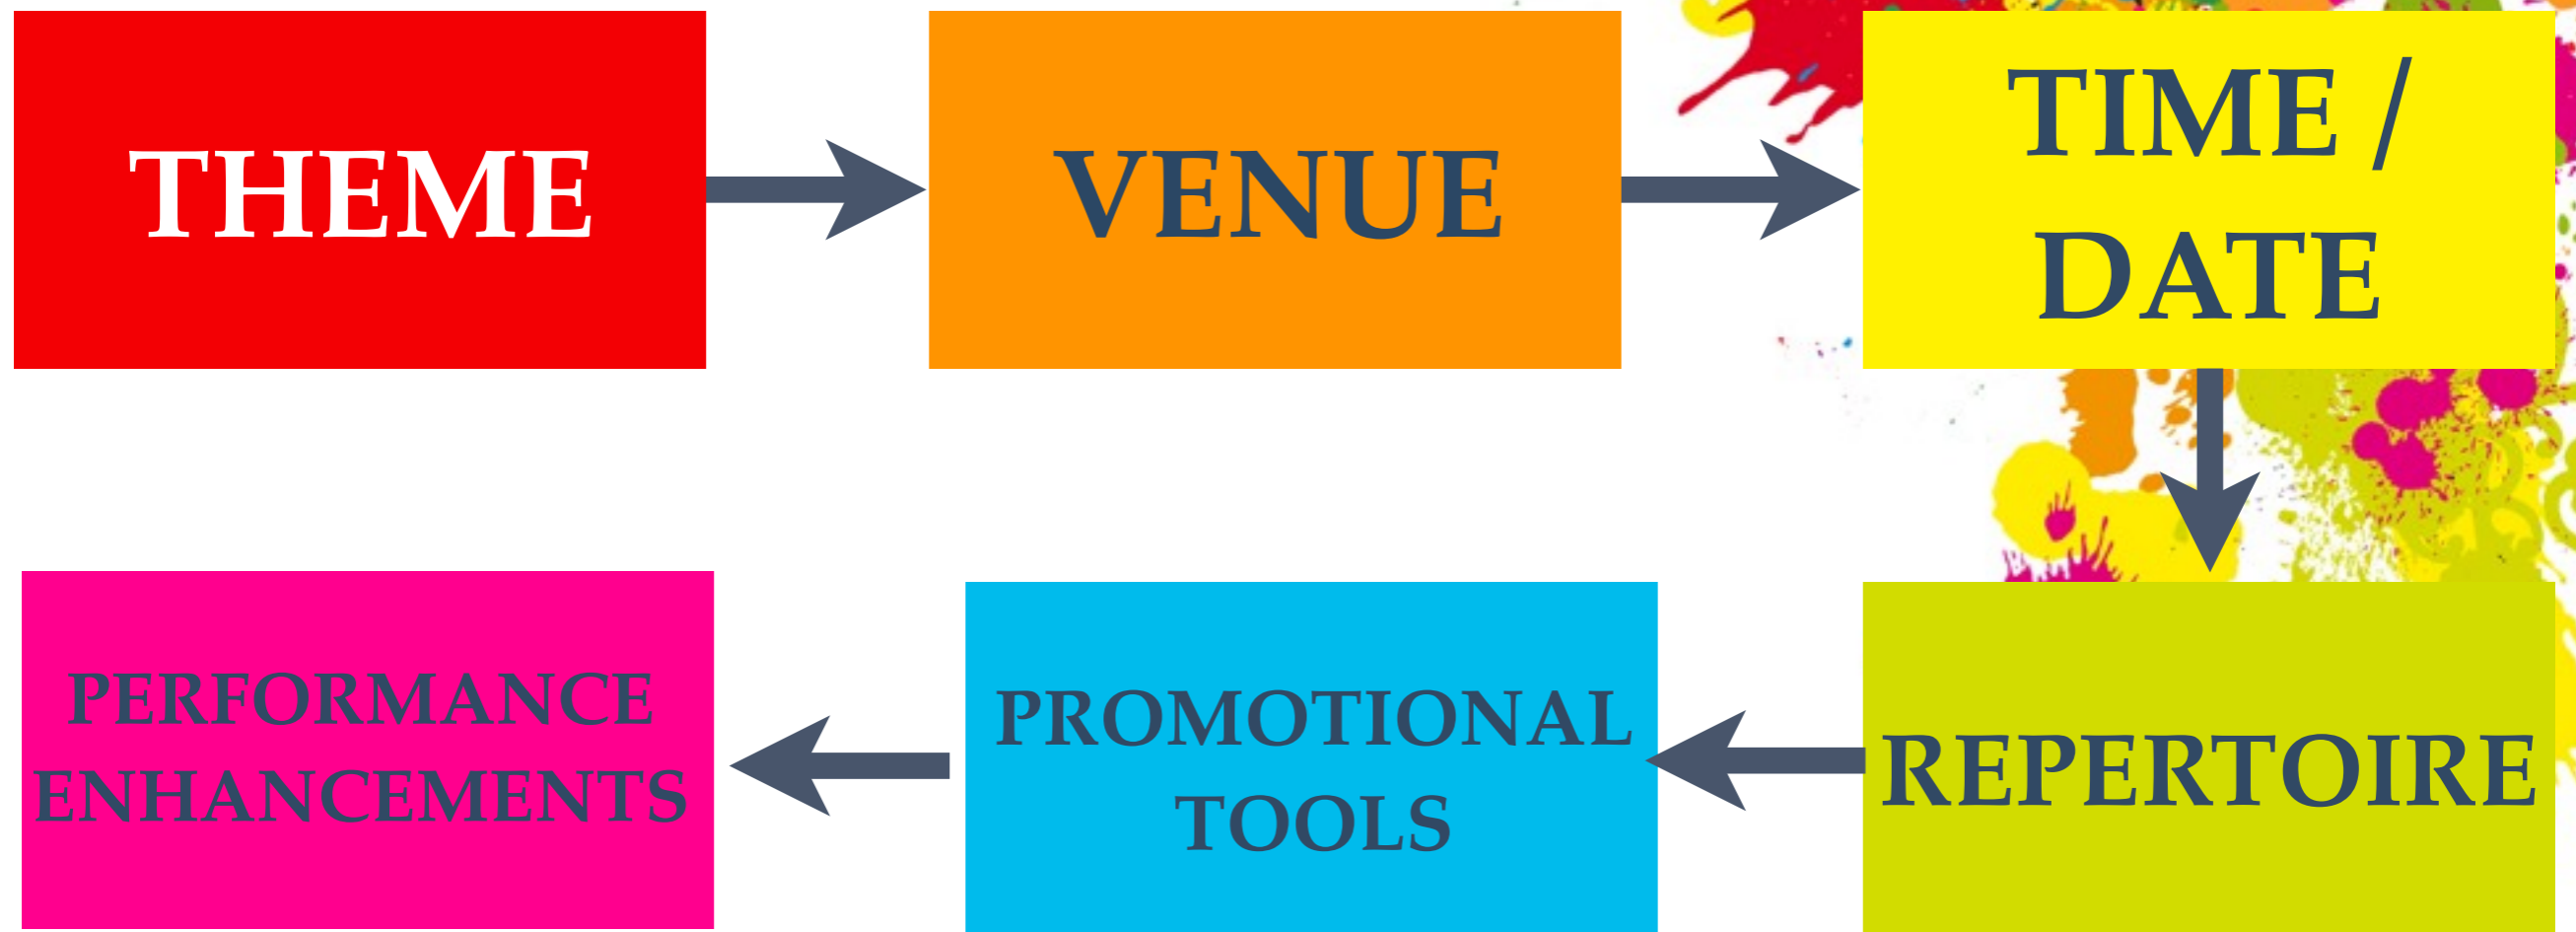 THEME
VENUE
TIME /
DATE
REPERTOIRE
PROMOTIONAL
TOOLS
PERFORMANCE
ENHANCEMENTS